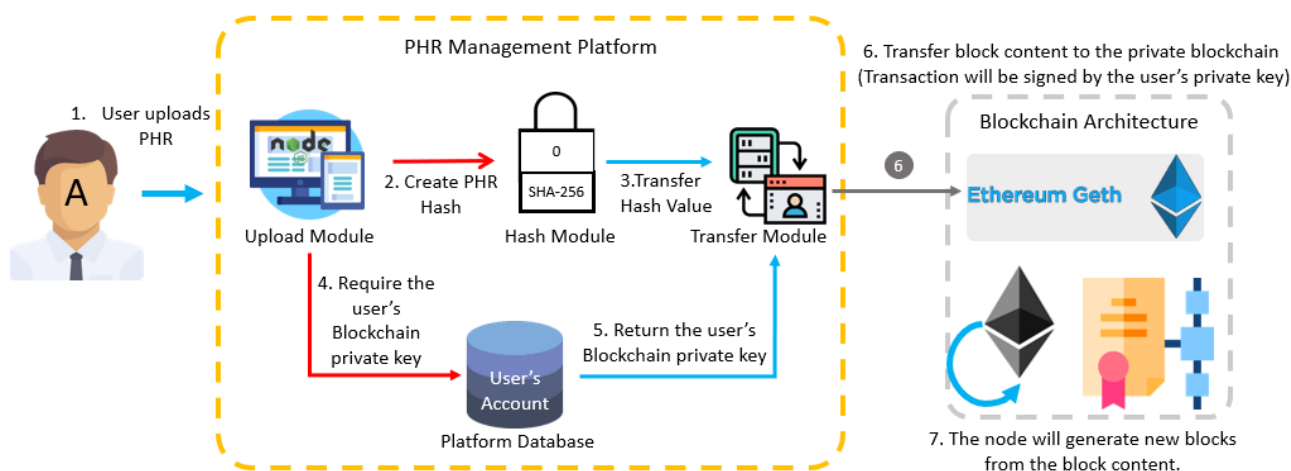 PHR Management Platform
1. User uploads
PHR
A
node
Upload Module
2. Create PHR
Hash
0
SHA-256
Hash Module
3.Transfer
Hash Value
Transfer Module
4. Require the
user's
Blockchain
private key
User's
Account
Platform Database
5. Return the user's
Blockchain private key
6. Transfer block content to the private blockchain
(Transaction will be signed by the user's private key)
6
Blockchain Architecture
Ethereum Geth
7. The node will generate new blocks
from the block content.